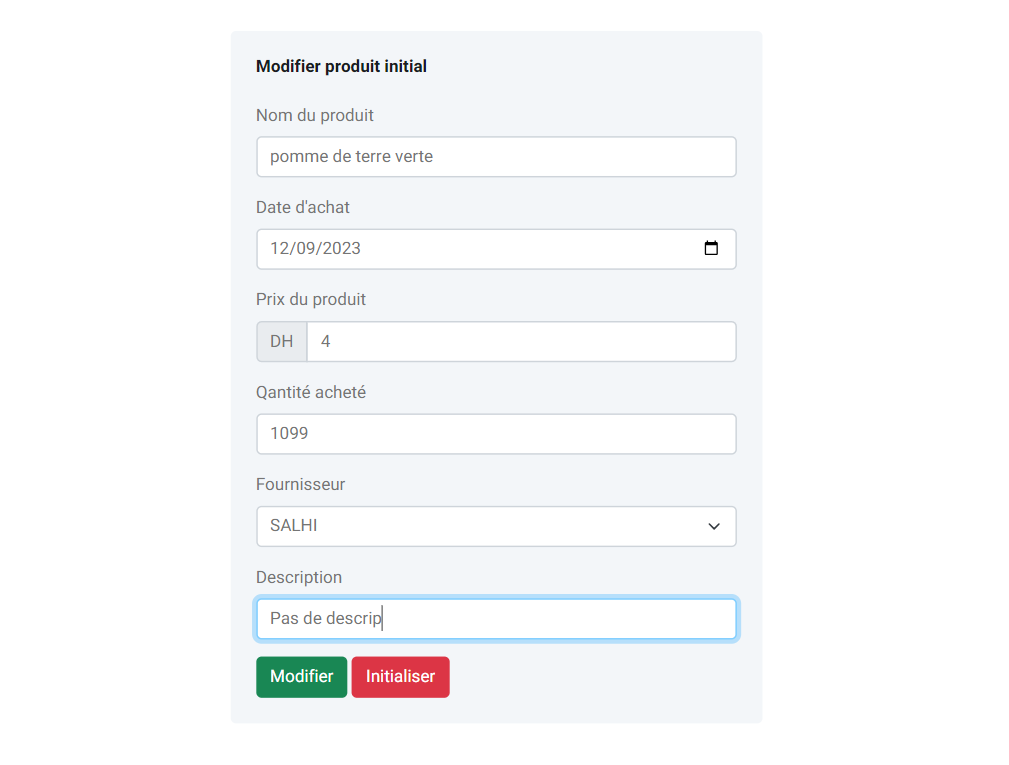 Modifier produit initial
Nom du produit
pomme de terre verte
Date d'achat
12/09/2023
Prix du produit
DH 4
Qantité acheté
1099
Fournisseur
SALHI
Description
Pas de descrip
Modifier Initialiser